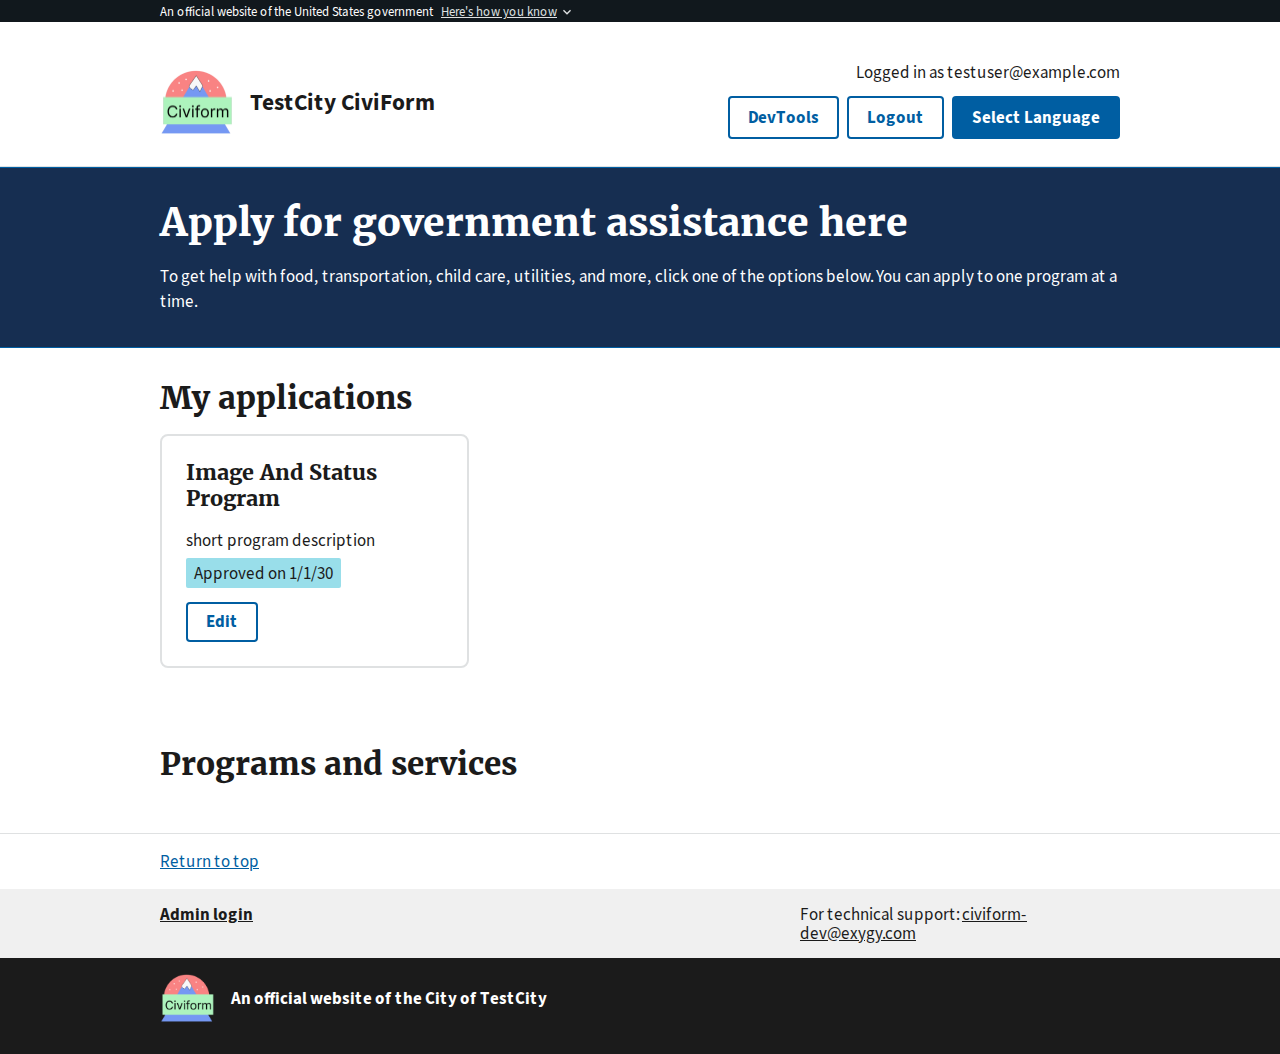 An official website of the United States government Here's how you know
Logged in as testuser@example.com
Civiform
TestCity CiviForm
DevTools
Logout
Select Language
Apply for government assistance here
To get help with food, transportation, child care, utilities, and more, click one of the options below. You can apply to one program at a
time.
My applications
Image And Status
Program
short program description
Approved on 1/1/30
Edit
Programs and services
Return to top
Admin login
For technical support: civiform-
dev@exygy.com
Civiform
An official website of the City of TestCity